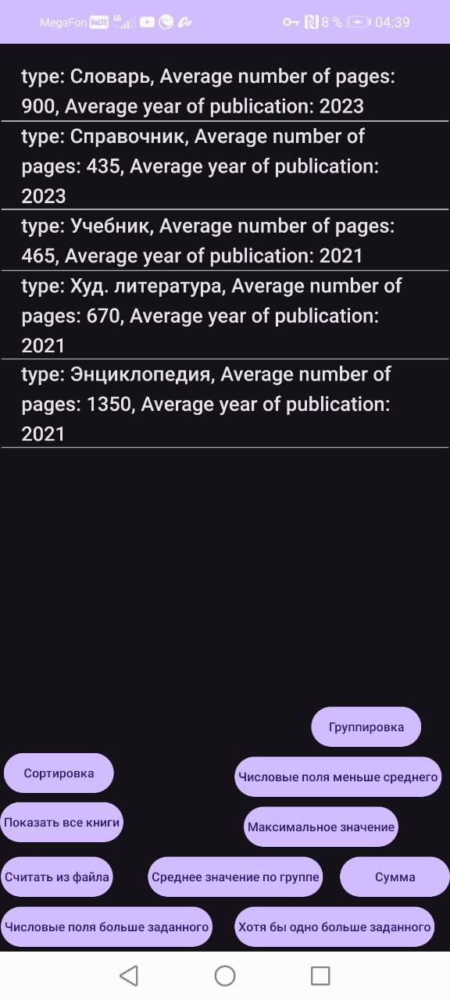 MegaFon VoLTE 4G 8 % 04:39
type: Словарь, Average number of pages:
900, Average year of publication: 2023
type: Справочник, Average number of
pages: 435, Average year of publication:
2023
type: Учебник, Average number of pages:
465, Average year of publication: 2021
type: Худ. литература, Average number of
pages: 670, Average year of publication:
2021
type: Энциклопедия, Average number of
pages: 1350, Average year of publication:
2021
Группировка
Сортировка
Числовые поля меньше среднего
Показать все книги
Максимальное значение
Считать из файла
Среднее значение по группе
Сумма
Числовые поля больше заданного
Хотя бы одно больше заданного